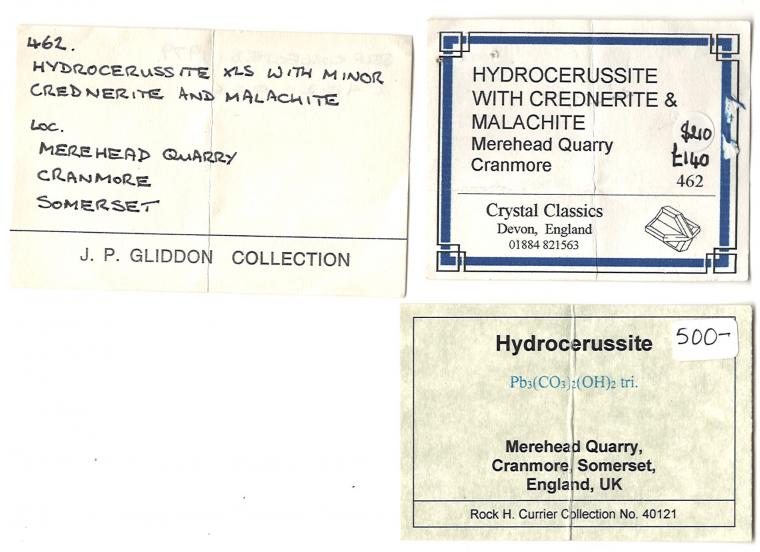 462.
HYDROCERUSSITE XLS WITH MINOR
CREDNERITE AND MALACHITE
LOC.
MEREHEAD QUARRY
CRANMORE
SOMERSET
J. P. GLIDDON COLLECTION
HYDROCERUSSITE
WITH CREDNERITE &
MALACHITE
Merehead Quarry
Cranmore
$210
£140
462
Crystal Classics
Devon, England
01884 821563
Hydrocerussite
500-
Pb₃(CO₃)₂(OH)₂ tri.
Merehead Quarry,
Cranmore, Somerset,
England, UK
Rock H. Currier Collection No. 40121